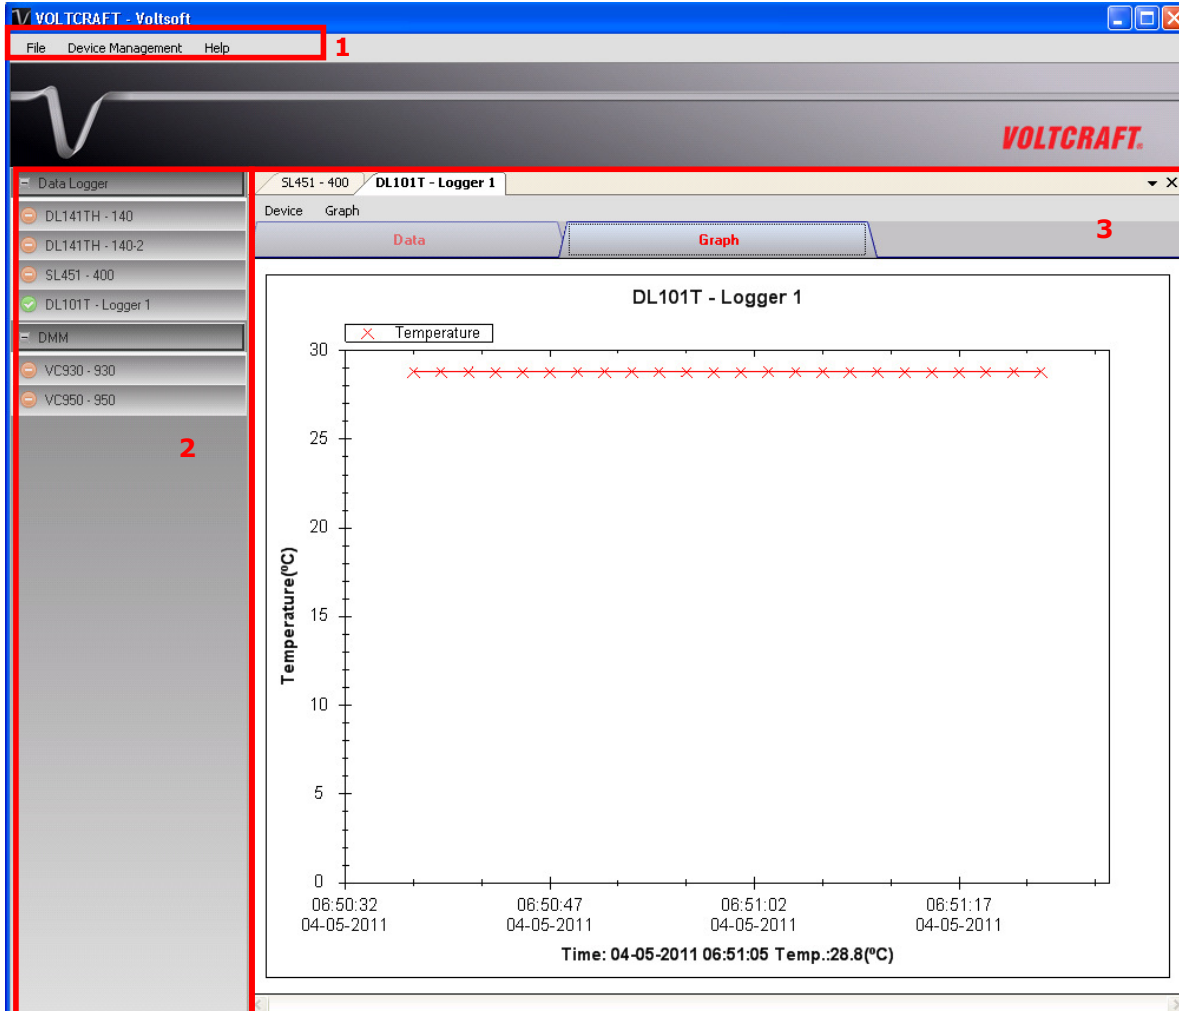 VOLTCRAFT - Voltsoft
File Device Management Help
1
VOLTCRAFT®
Data Logger
DL141TH - 140
DL141TH - 140-2
SL451 - 400
DL101T - Logger 1
DMM
VC930 - 930
VC950 - 950
2
SL451 - 400 DL101T - Logger 1
Device Graph
3
Data Graph
DL101T - Logger 1
Temperature
30
25
20
15
10
5
0
Temperature(ºC)
06:50:32 06:50:47 06:51:02 06:51:17
04-05-2011 04-05-2011 04-05-2011 04-05-2011
Time: 04-05-2011 06:51:05 Temp.:28.8(ºC)